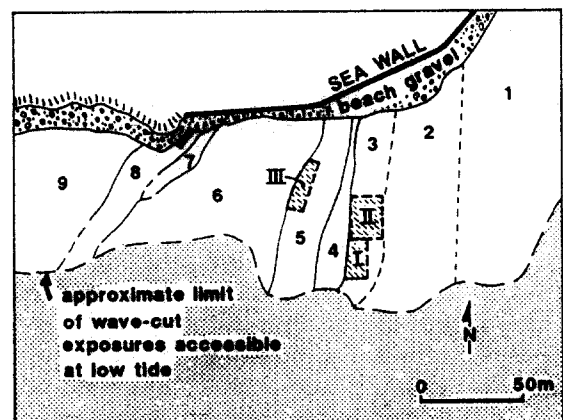 SEA WALL
beach gravel
1
2
3
7
8
9
6
III
5
4
II
I
approximate limit
of wave-cut
exposures accessible
at low tide
N
0 50m